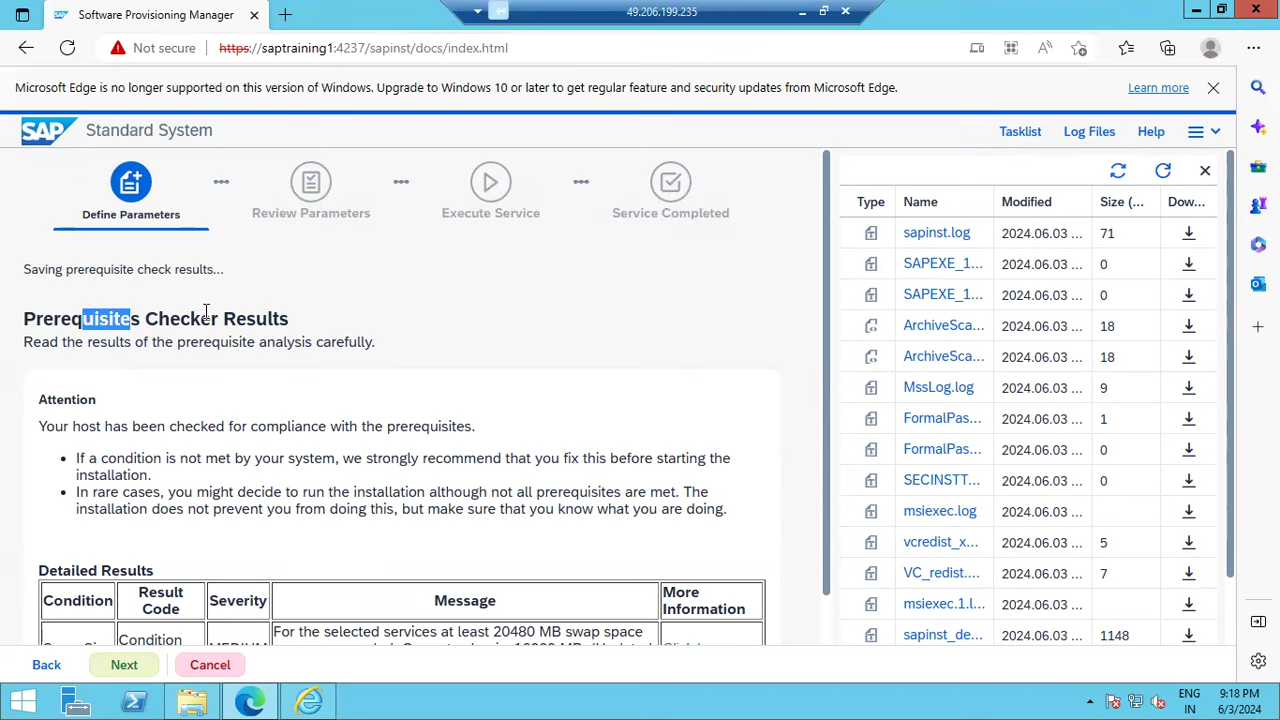 Software Provisioning Manager
49.206.199.235
Not secure
https://saptraining1:4237/sapinst/docs/index.html
Microsoft Edge is no longer supported on this version of Windows. Upgrade to Windows 10 or later to get regular feature and security updates from Microsoft Edge.
Learn more
SAP
Standard System
Tasklist
Log Files
Help
Define Parameters
Review Parameters
Execute Service
Service Completed
Saving prerequisite check results...
Prerequisites Checker Results
Read the results of the prerequisite analysis carefully.
Attention
Your host has been checked for compliance with the prerequisites.
If a condition is not met by your system, we strongly recommend that you fix this before starting the
installation.
In rare cases, you might decide to run the installation although not all prerequisites are met. The
installation does not prevent you from doing this, but make sure that you know what you are doing.
Detailed Results
Condition Result Code Severity Message More Information
Condition
For the selected services at least 20480 MB swap space
Back
Next
Cancel
Type Name Modified Size (... Dow...
sapinst.log 2024.06.03 ... 71
SAPEXE_1... 2024.06.03 ... 0
SAPEXE_1... 2024.06.03 ... 0
ArchiveSca... 2024.06.03 ... 18
ArchiveSca... 2024.06.03 ... 18
MssLog.log 2024.06.03 ... 9
FormalPas... 2024.06.03 ... 1
FormalPas... 2024.06.03 ... 0
SECINSTT... 2024.06.03 ... 0
msiexec.log 2024.06.03 ...
vcredist_x... 2024.06.03 ... 5
VC_redist.... 2024.06.03 ... 7
msiexec.1.l... 2024.06.03 ...
sapinst_de... 2024.06.03 ... 1148
ENG
IN
9:18 PM
6/3/2024